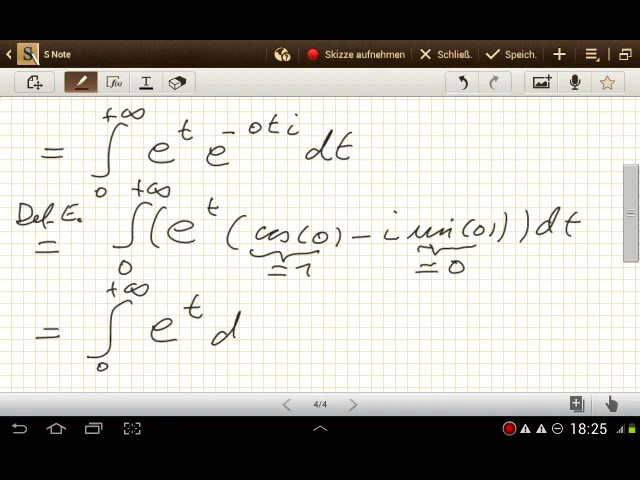 S Note
Skizze aufnehmen Schließ. Speich.
= ∫₀^{+∞} e^t e^{-0ti} dt
Def. E. = ∫₀^{+∞} (e^t (cos(0) - i sin(0))) dt
=1 =0
= ∫₀^{+∞} e^t d
4/4
18:25